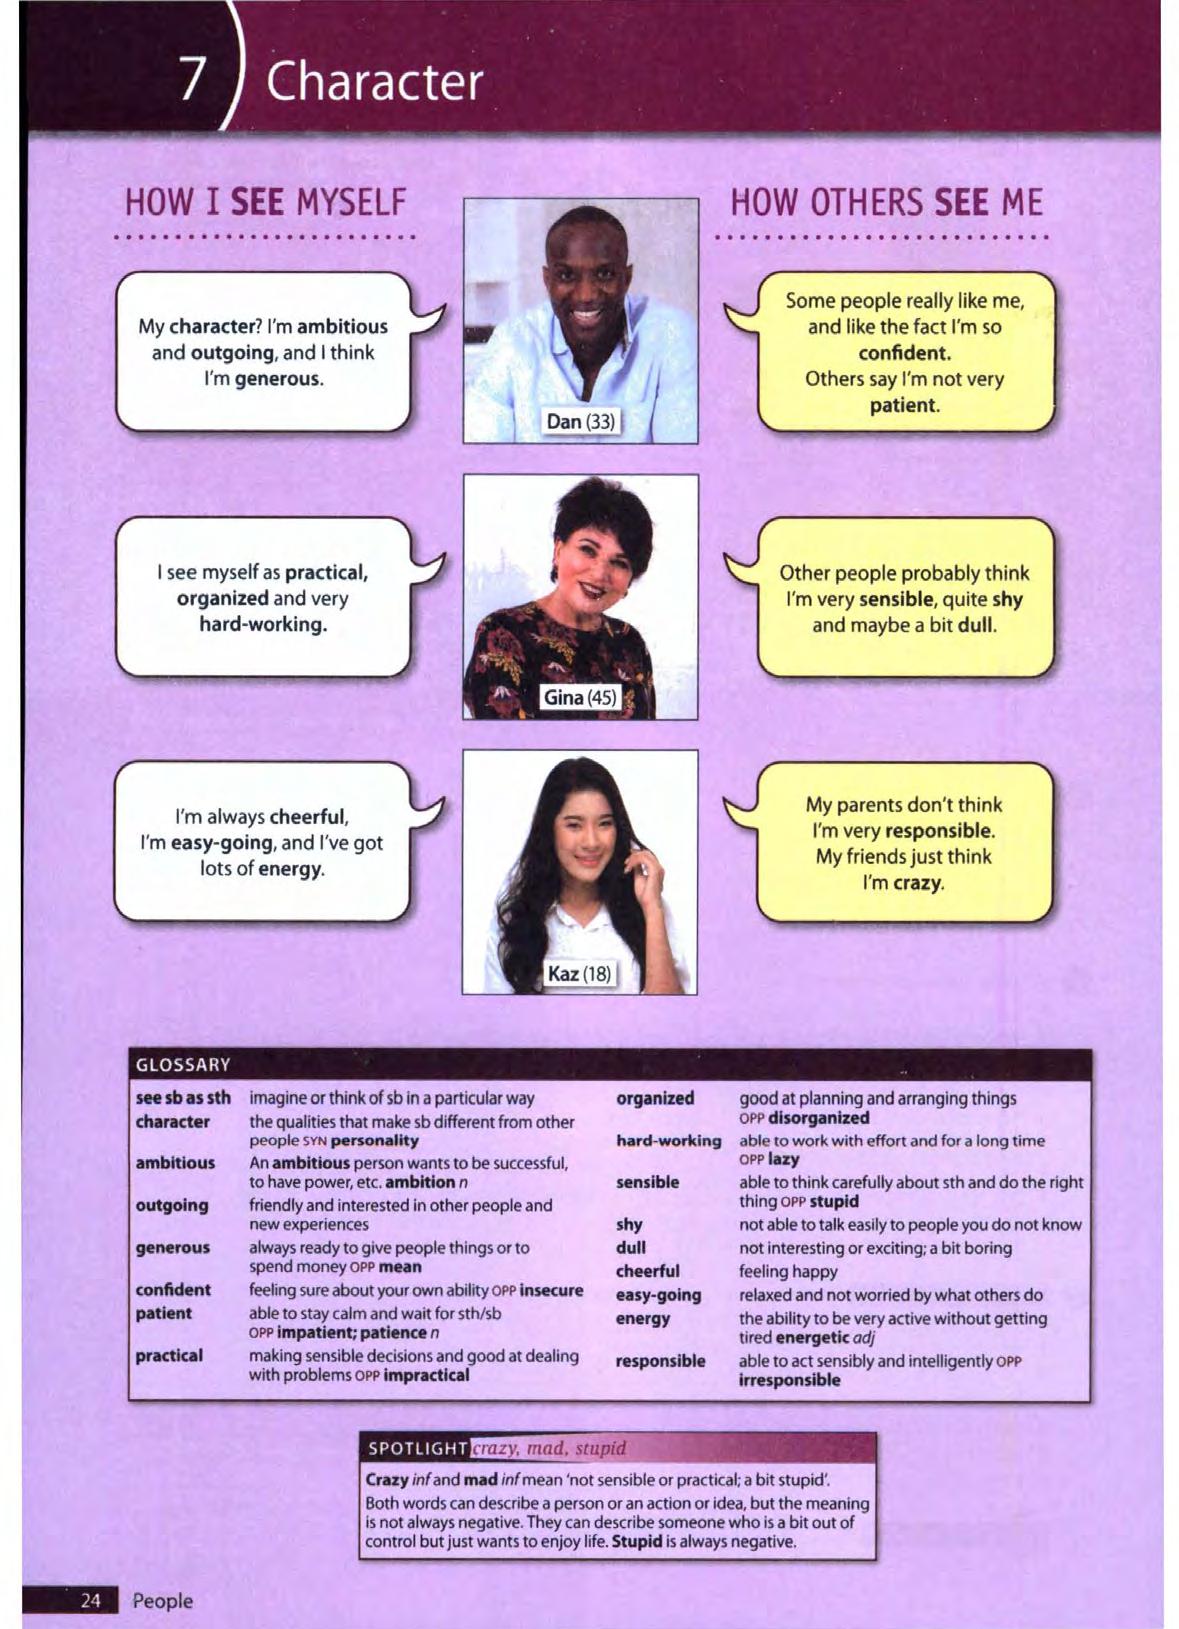 7 Character
HOW I SEE MYSELF
HOW OTHERS SEE ME
My character? I'm ambitious
and outgoing, and I think
I'm generous.
Dan (33)
Some people really like me,
and like the fact I'm so
confident.
Others say I'm not very
patient.
I see myself as practical,
organized and very
hard-working.
Gina (45)
Other people probably think
I'm very sensible, quite shy
and maybe a bit dull.
I'm always cheerful,
I'm easy-going, and I've got
lots of energy.
Kaz (18)
My parents don't think
I'm very responsible.
My friends just think
I'm crazy.
GLOSSARY
see sb as sth imagine or think of sb in a particular way
character the qualities that make sb different from other
people SYN personality
ambitious An ambitious person wants to be successful,
to have power, etc. ambition n
outgoing friendly and interested in other people and
new experiences
generous always ready to give people things or to
spend money OPP mean
confident feeling sure about your own ability OPP insecure
patient able to stay calm and wait for sth/sb
OPP impatient; patience n
practical making sensible decisions and good at dealing
with problems OPP impractical
organized good at planning and arranging things
OPP disorganized
hard-working able to work with effort and for a long time
OPP lazy
sensible able to think carefully about sth and do the right
thing OPP stupid
shy not able to talk easily to people you do not know
dull not interesting or exciting; a bit boring
cheerful feeling happy
easy-going relaxed and not worried by what others do
energy the ability to be very active without getting
tired energetic adj
responsible able to act sensibly and intelligently OPP
irresponsible
SPOTLIGHT crazy, mad, stupid
Crazy inf and mad inf mean 'not sensible or practical; a bit stupid'.
Both words can describe a person or an action or idea, but the meaning
is not always negative. They can describe someone who is a bit out of
control but just wants to enjoy life. Stupid is always negative.
24 People